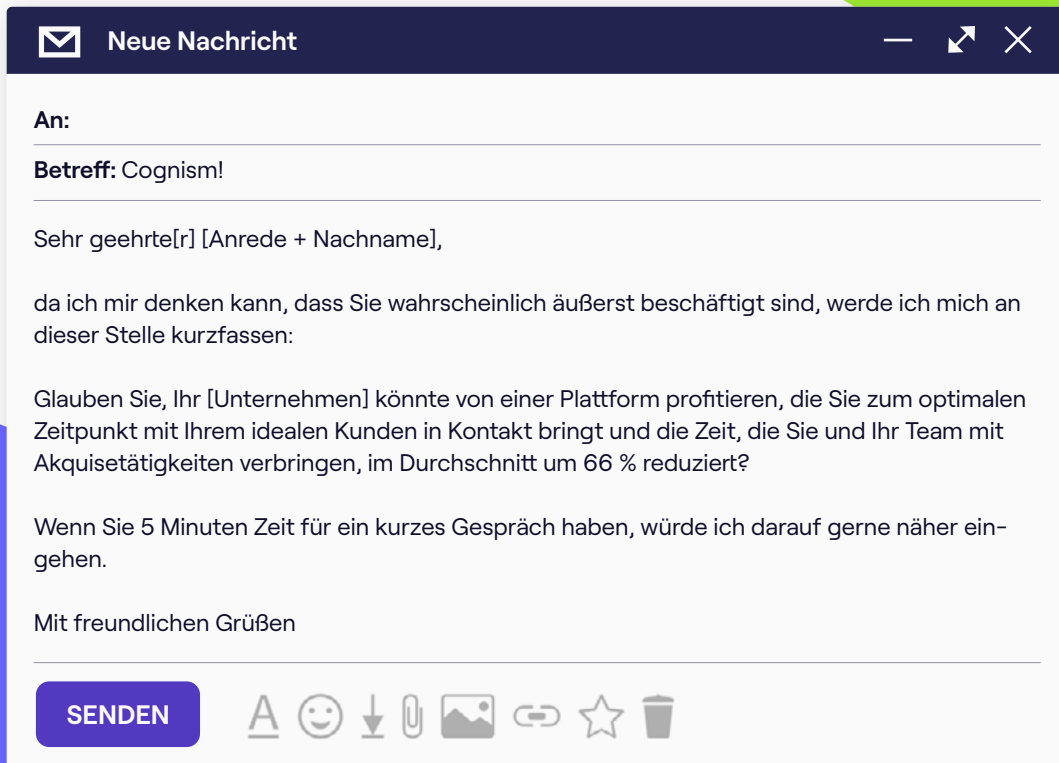 Neue Nachricht
An:
Betreff: Cognism!
Sehr geehrte[r] [Anrede + Nachname],
da ich mir denken kann, dass Sie wahrscheinlich äußerst beschäftigt sind, werde ich mich an
dieser Stelle kurzfassen:
Glauben Sie, Ihr [Unternehmen] könnte von einer Plattform profitieren, die Sie zum optimalen
Zeitpunkt mit Ihrem idealen Kunden in Kontakt bringt und die Zeit, die Sie und Ihr Team mit
Akquisetätigkeiten verbringen, im Durchschnitt um 66 % reduziert?
Wenn Sie 5 Minuten Zeit für ein kurzes Gespräch haben, würde ich darauf gerne näher ein-
gehen.
Mit freundlichen Grüßen
SENDEN A